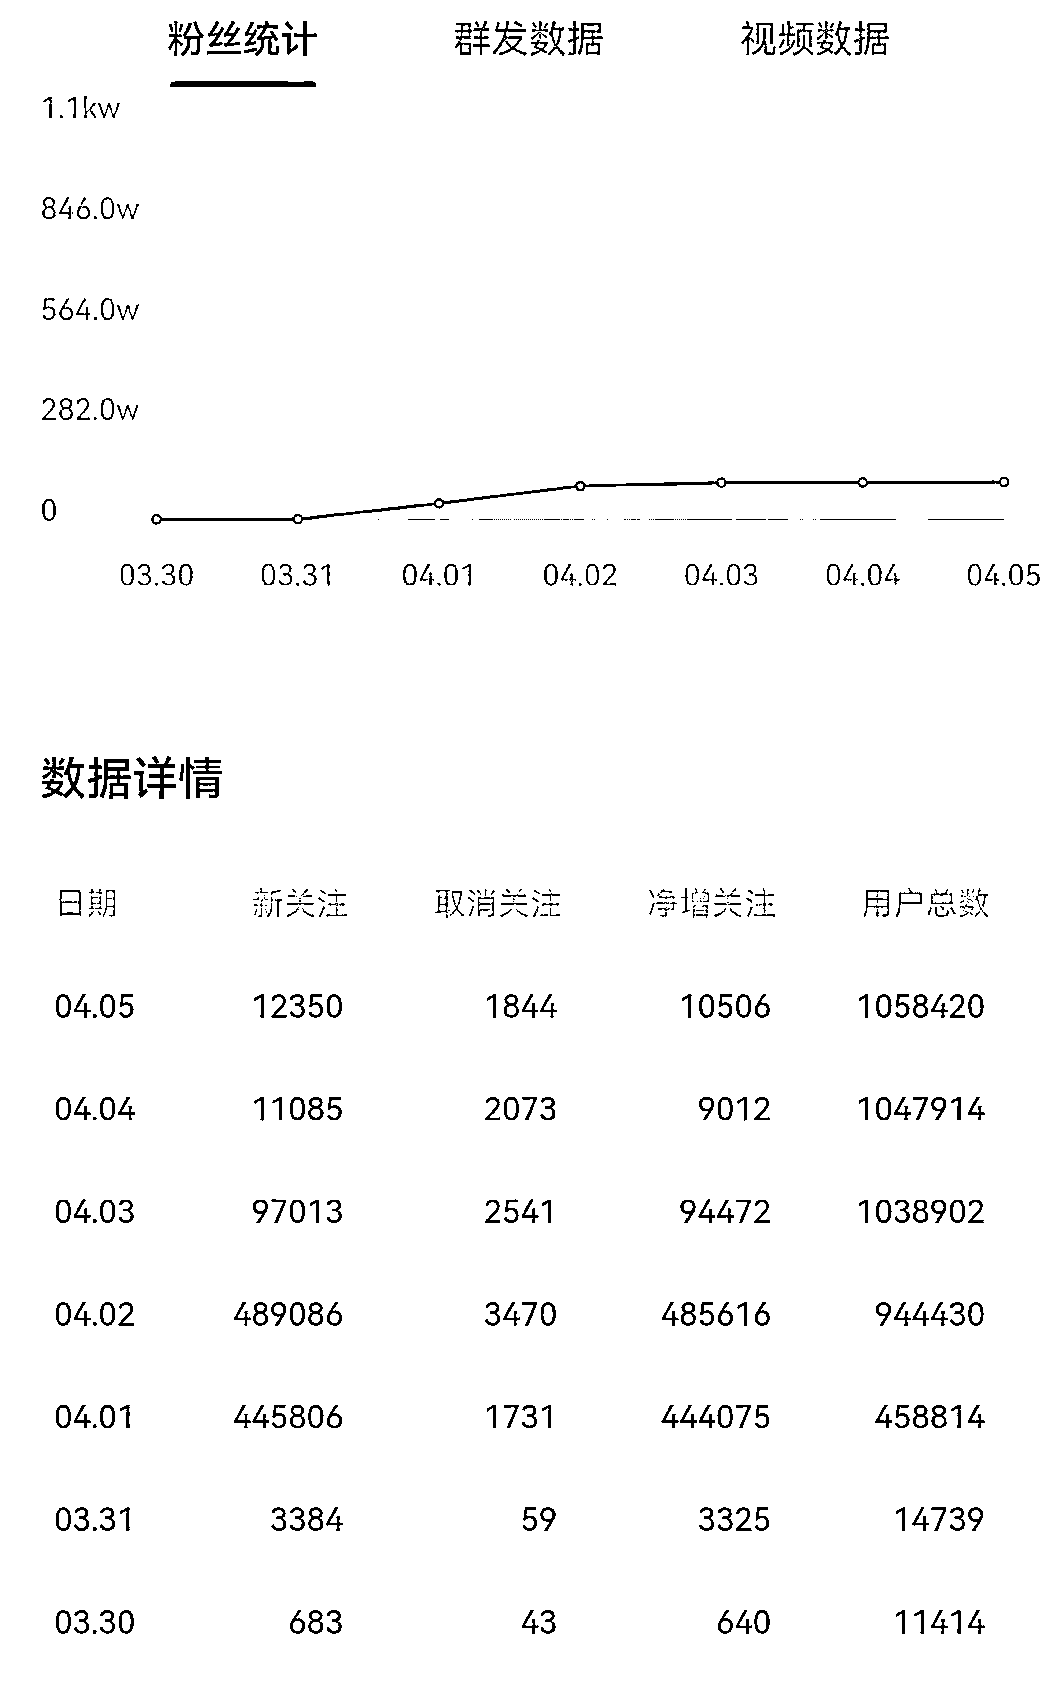 粉丝统计 群发数据 视频数据
1.1kw
846.0w
564.0w
282.0w
0
03.30 03.31 04.01 04.02 04.03 04.04 04.05
数据详情
日期 新关注 取消关注 净增关注 用户总数
04.05 12350 1844 10506 1058420
04.04 11085 2073 9012 1047914
04.03 97013 2541 94472 1038902
04.02 489086 3470 485616 944430
04.01 445806 1731 444075 458814
03.31 3384 59 3325 14739
03.30 683 43 640 11414